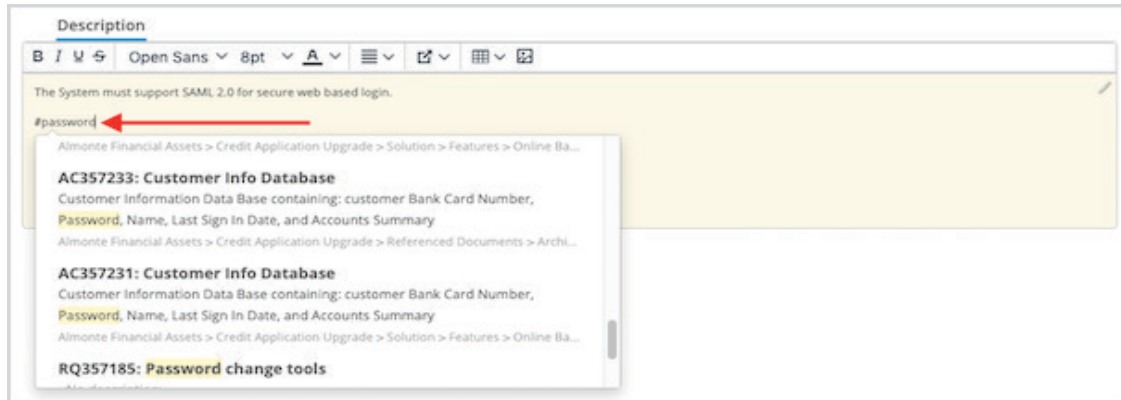 Description
B I U S Open Sans 8pt A
The System must support SAML 2.0 for secure web based login.
#password
Almonte Financial Assets > Credit Application Upgrade > Solution > Features > Online Ba...
AC357233: Customer Info Database
Customer Information Data Base containing: customer Bank Card Number,
Password, Name, Last Sign In Date, and Accounts Summary
Almonte Financial Assets > Credit Application Upgrade > Referenced Documents > Archi...
AC357231: Customer Info Database
Customer Information Data Base containing: customer Bank Card Number,
Password, Name, Last Sign In Date, and Accounts Summary
Almonte Financial Assets > Credit Application Upgrade > Solution > Features > Online Ba...
RQ357185: Password change tools